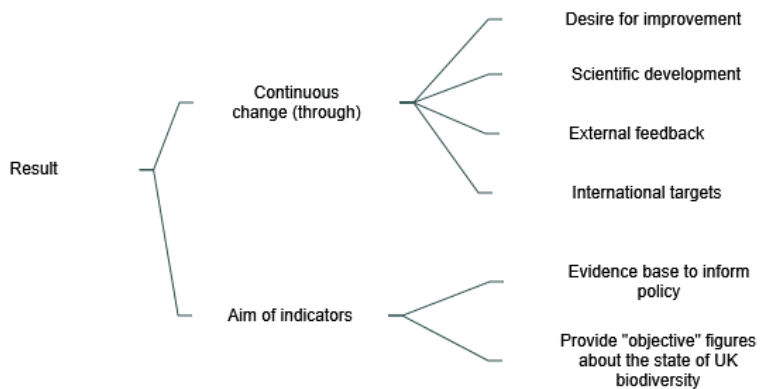 Desire for improvement
Scientific development
Continuous
change (through)
External feedback
Result
International targets
Evidence base to inform
policy
Aim of indicators
Provide "objective" figures
about the state of UK
biodiversity